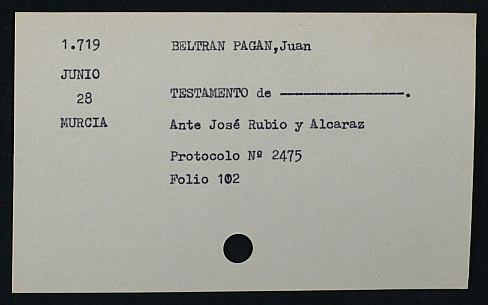 1.719 BELTRAN PAGAN,Juan
JUNIO
28 TESTAMENTO de ————————.
MURCIA Ante José Rubio y Alcaraz
Protocolo Nº 2475
Folio 102